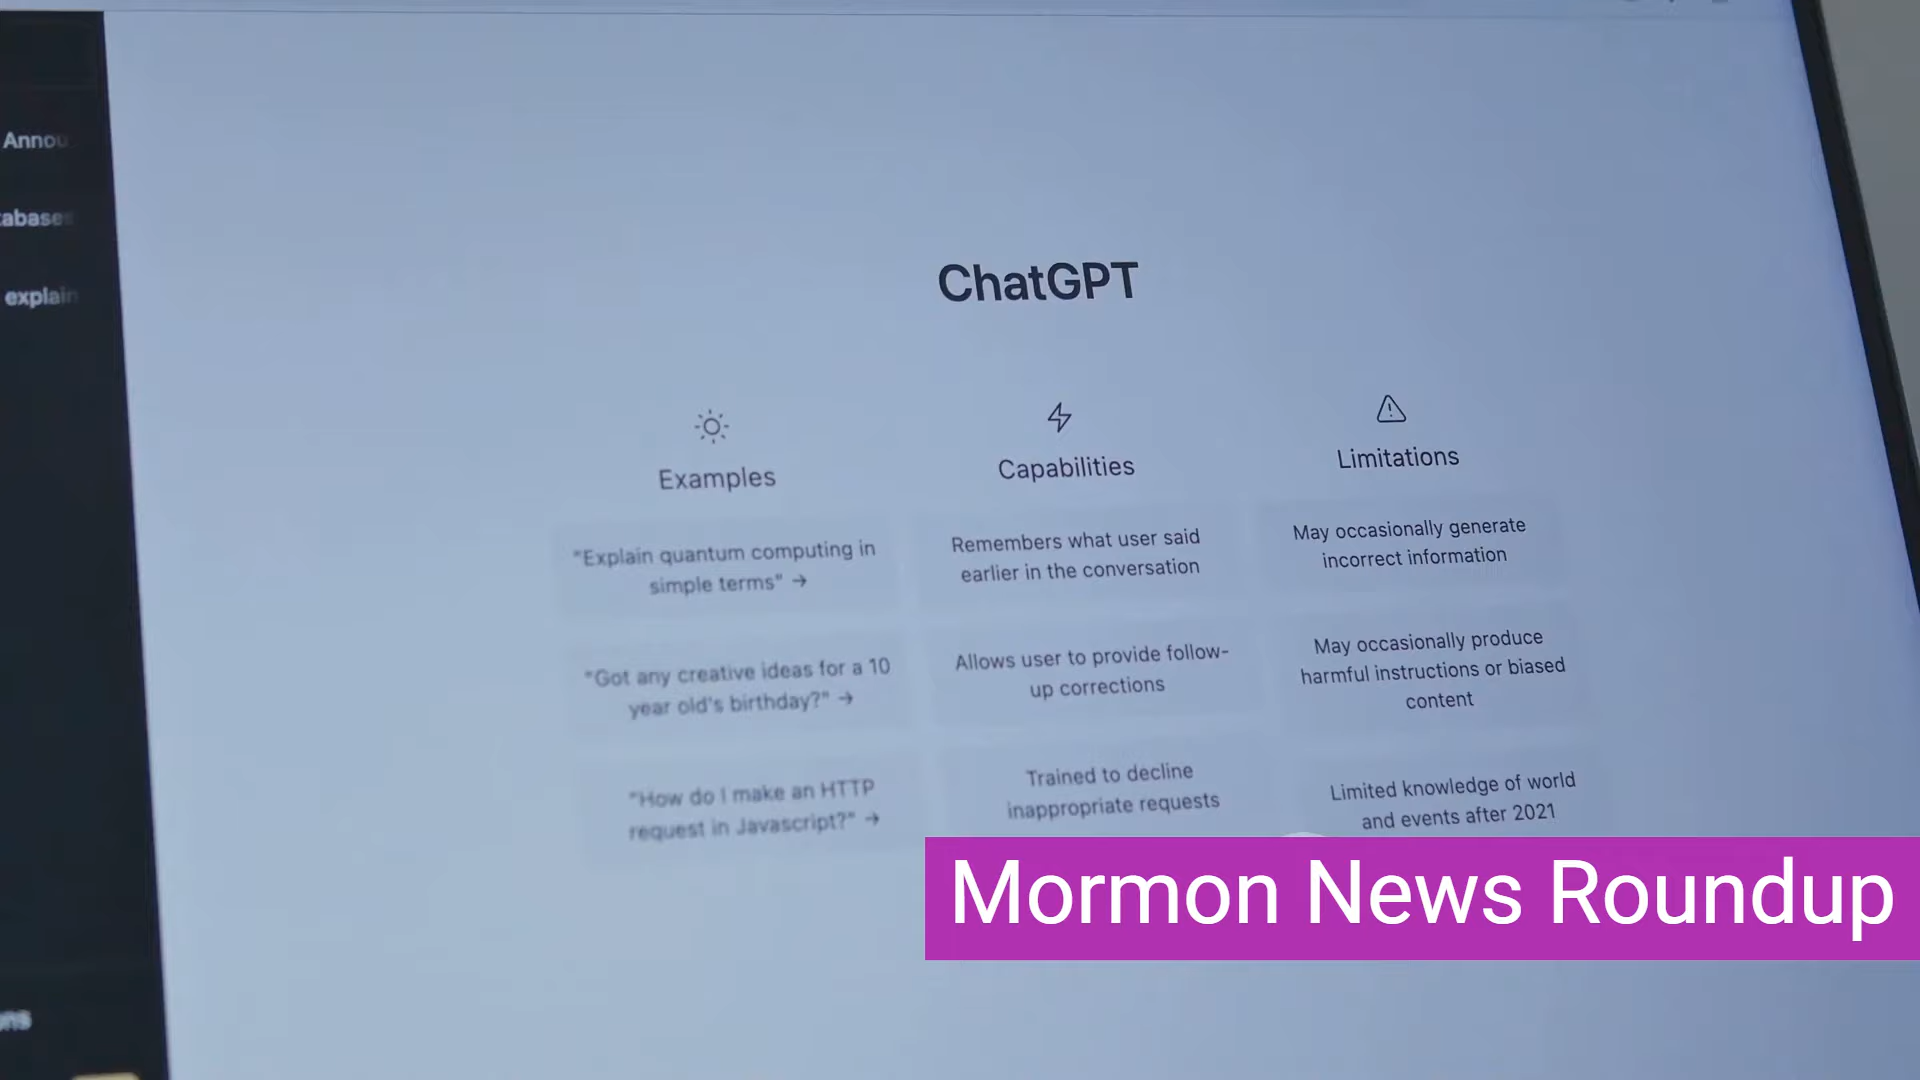 Annou
tabases
explain
ChatGPT
Examples
Capabilities
Limitations
"Explain quantum computing in
simple terms" →
Remembers what user said
earlier in the conversation
May occasionally generate
incorrect information
"Got any creative ideas for a 10
year old's birthday?" →
Allows user to provide follow-
up corrections
May occasionally produce
harmful instructions or biased
content
"How do I make an HTTP
request in Javascript?" →
Trained to decline
inappropriate requests
Limited knowledge of world
and events after 2021
Mormon News Roundup